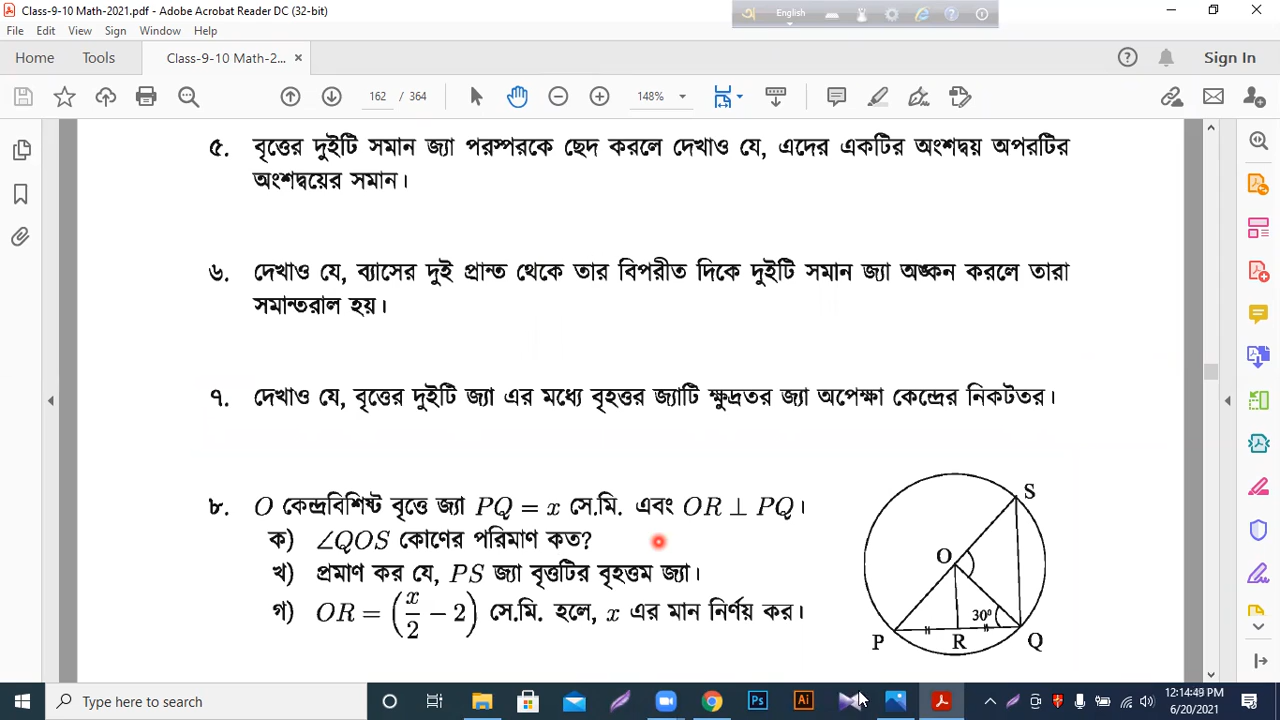 Class-9-10 Math-2021.pdf - Adobe Acrobat Reader DC (32-bit)
English
File Edit View Sign Window Help
Home Tools Class-9-10 Math-2... Sign In
162 / 364 148%
৫. বৃত্তের দুইটি সমান জ্যা পরস্পরকে ছেদ করলে দেখাও যে, এদের একটির অংশদ্বয় অপরটির
অংশদ্বয়ের সমান।
৬. দেখাও যে, ব্যাসের দুই প্রান্ত থেকে তার বিপরীত দিকে দুইটি সমান জ্যা অঙ্কন করলে তারা
সমান্তরাল হয়।
৭. দেখাও যে, বৃত্তের দুইটি জ্যা এর মধ্যে বৃহত্তর জ্যাটি ক্ষুদ্রতর জ্যা অপেক্ষা কেন্দ্রের নিকটতর।
৮. O কেন্দ্রবিশিষ্ট বৃত্তে জ্যা PQ = x সে.মি. এবং OR ⊥ PQ।
ক) ∠QOS কোণের পরিমাণ কত?
খ) প্রমাণ কর যে, PS জ্যা বৃত্তটির বৃহত্তম জ্যা।
গ) OR = (x/2 − 2) সে.মি. হলে, x এর মান নির্ণয় কর।
S
O
30°
P R Q
Type here to search
Ps Ai
12:14:49 PM
6/20/2021